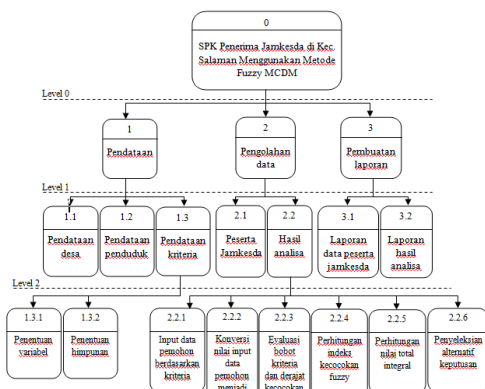 0
SPK Penerima Jamkesda di Kec.
Salaman Menggunakan Metode
Fuzzy MCDM
Level 0
1
Pendataan
2
Pengolahan
data
3
Pembuatan
laporan
Level 1
1.1
Pendataan
desa
1.2
Pendataan
penduduk
1.3
Pendataan
kriteria
2.1
Peserta
Jamkesda
2.2
Hasil
analisa
3.1
Laporan
data peserta
jamkesda
3.2
Laporan
hasil
analisa
Level 2
1.3.1
Penentuan
variabel
1.3.2
Penentuan
himpunan
2.2.1
Input data
pemohon
berdasarkan
kriteria
2.2.2
Konversi
nilai input
data
pemohon
menjadi
2.2.3
Evaluasi
bobot
kriteria
dan derajat
kecocokan
2.2.4
Perhitungan
indeks
kecocokan
fuzzy
2.2.5
Perhitungan
nilai total
integral
2.2.6
Penyeleksian
alternatif
keputusan